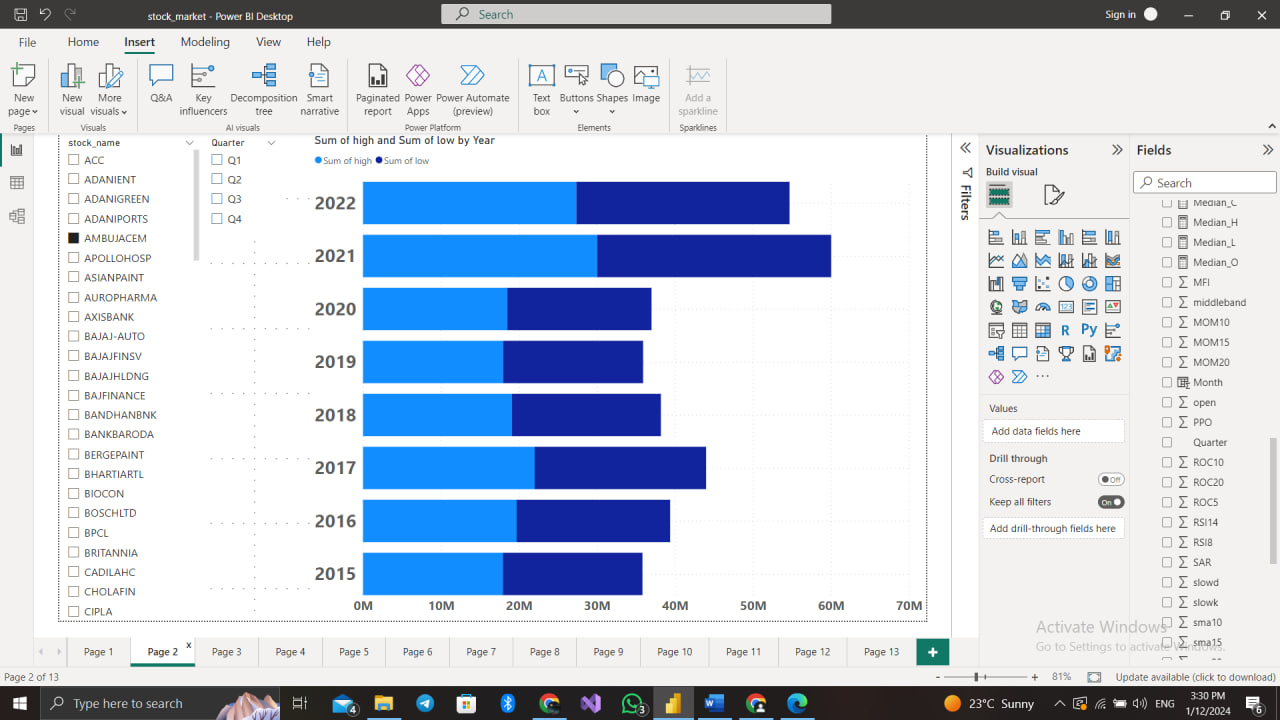 stock_market - Power BI Desktop
Search
Sign in
File Home Insert Modeling View Help
New page
New visual
More visuals
Q&A
Key influencers
Decomposition tree
Smart narrative
Paginated report
Power Apps
Power Automate (preview)
Text box
Buttons
Shapes
Image
Add a sparkline
Pages
Visuals
AI visuals
Power Platform
Elements
Sparklines
stock_name
ACC
ADANIENT
ADANIGREEN
ADANIPORTS
AMBUJACEM
APOLLOHOSP
ASIANPAINT
AUROPHARMA
AXISBANK
BAJAJ-AUTO
BAJAJFINSV
BAJAJHLDNG
BAJFINANCE
BANDHANBNK
BANKBARODA
BERGEPAINT
BHARTIARTL
BIOCON
BOSCHLTD
BPCL
BRITANNIA
CADILAHC
CHOLAFIN
CIPLA
Quarter
Q1
Q2
Q3
Q4
Sum of high and Sum of low by Year
Sum of high Sum of low
2022
2021
2020
2019
2018
2017
2016
2015
0M 10M 20M 30M 40M 50M 60M 70M
Filters
Visualizations
Build visual
R Py
123
Values
Add data fields here
Drill through
Cross-report Off
Keep all filters On
Add drill-through fields here
Fields
Search
Median_C
Median_H
Median_L
Median_O
MFI
middleband
MOM10
MOM15
MOM20
Month
open
PPO
Quarter
ROC10
ROC20
ROC5
RSI14
RSI8
SAR
slowd
slowk
sma10
sma15
Activate Windows
Go to Settings to activate Windows.
Page 1 Page 2 x Page 3 Page 4 Page 5 Page 6 Page 7 Page 8 Page 9 Page 10 Page 11 Page 12 Page 13 +
Page 2 of 13
- + 81%
Update available (click to download)
Type here to search
4
3
23°C Sunny
ENG
3:30 PM
1/12/2024
6